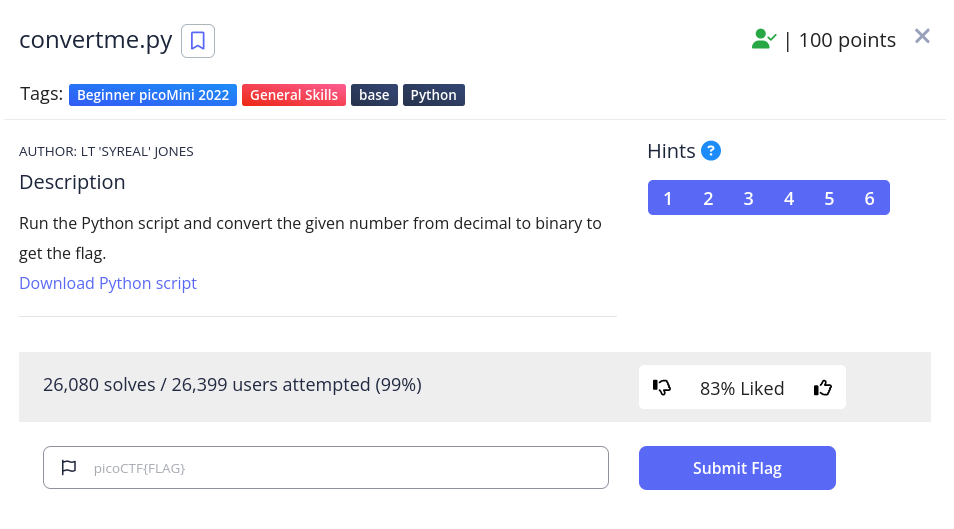 convertme.py
| 100 points
Tags: Beginner picoMini 2022 General Skills base Python
AUTHOR: LT 'SYREAL' JONES
Description
Run the Python script and convert the given number from decimal to binary to
get the flag.
Download Python script
Hints ?
1 2 3 4 5 6
26,080 solves / 26,399 users attempted (99%)
83% Liked
picoCTF{FLAG}
Submit Flag